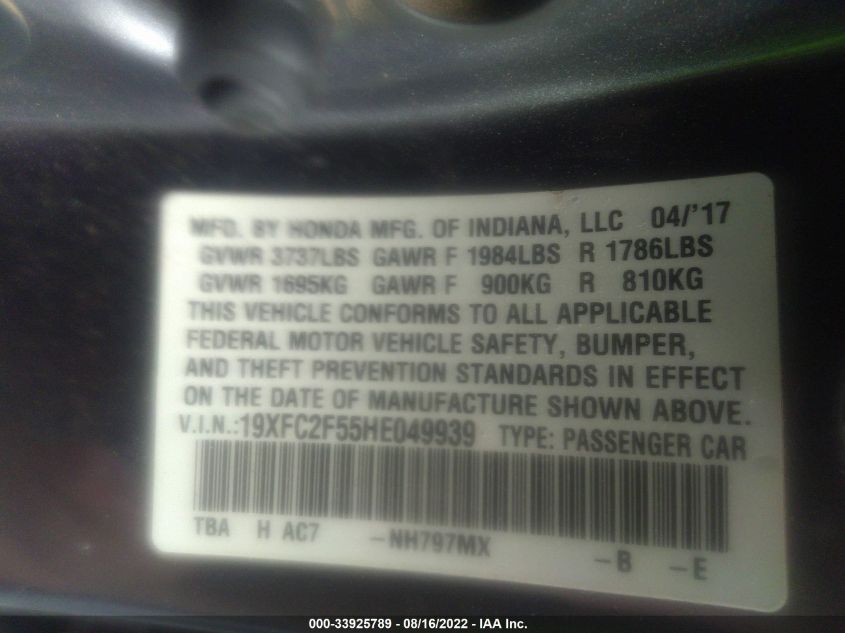 MFD. BY HONDA MFG. OF INDIANA, LLC 04/'17
GVWR 3737LBS GAWR F 1984LBS R 1786LBS
GVWR 1695KG GAWR F 900KG R 810KG
THIS VEHICLE CONFORMS TO ALL APPLICABLE
FEDERAL MOTOR VEHICLE SAFETY, BUMPER,
AND THEFT PREVENTION STANDARDS IN EFFECT
ON THE DATE OF MANUFACTURE SHOWN ABOVE.
V.I.N.:19XFC2F55HE049939 TYPE: PASSENGER CAR
TBA H AC7 -NH797MX -B -E
000-33925789 - 08/16/2022 - IAA Inc.